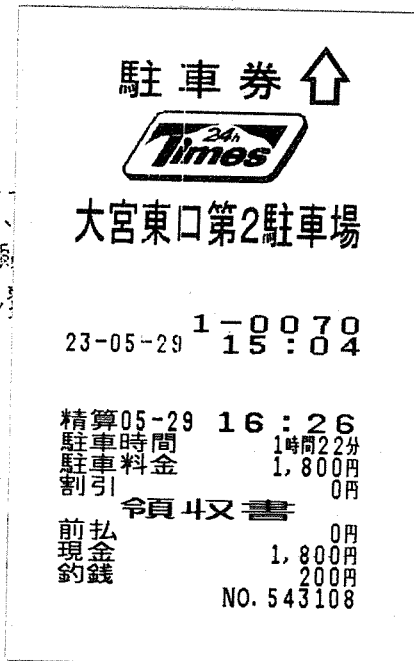 駐車券
24h
Times
大宮東口第2駐車場
1-0070
23-05-29 15:04
精算05-29 16:26
駐車時間 1時間22分
駐車料金 1,800円
割引 0円
領収書
前払 0円
現金 1,800円
釣銭 200円
NO.543108